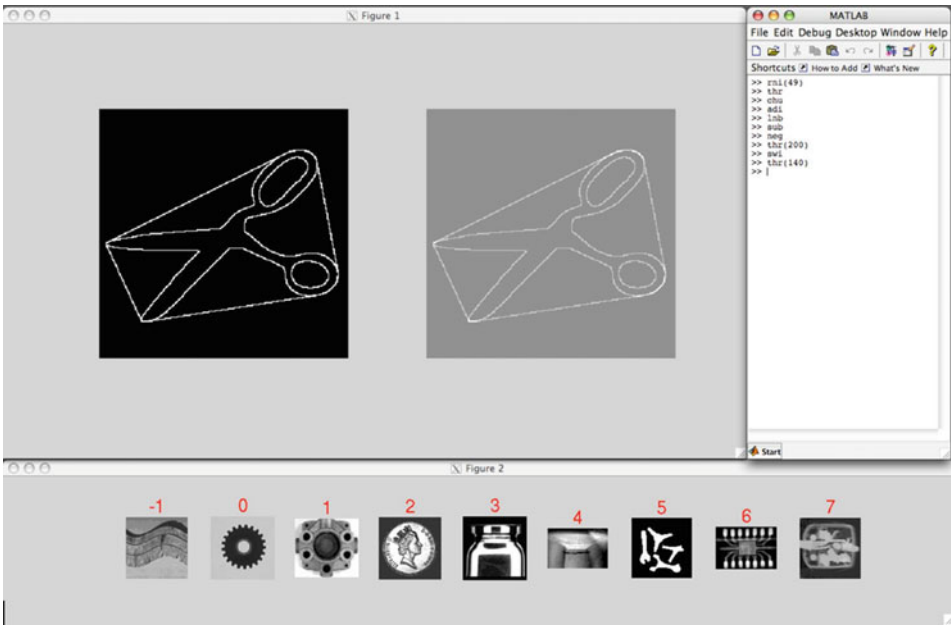 Figure 1
MATLAB
File Edit Debug Desktop Window Help
Shortcuts How to Add What's New
>> rni(49)
>> thr
>> chu
>> adi
>> lnb
>> sub
>> neg
>> thr(200)
>> swi
>> thr(140)
>>
Start
Figure 2
-1 0 1 2 3 4 5 6 7